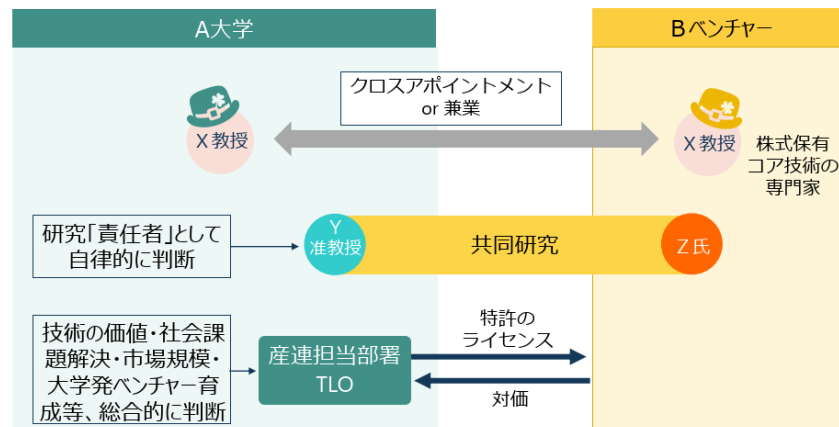 A大学
Bベンチャー
クロスアポイントメント
or 兼業
X教授
X教授
株式保有
コア技術の
専門家
研究「責任者」として
自律的に判断
Y
准教授
共同研究
Z氏
技術の価値・社会課
題解決・市場規模・
大学発ベンチャー育
成等、総合的に判断
産連担当部署
TLO
特許の
ライセンス
対価